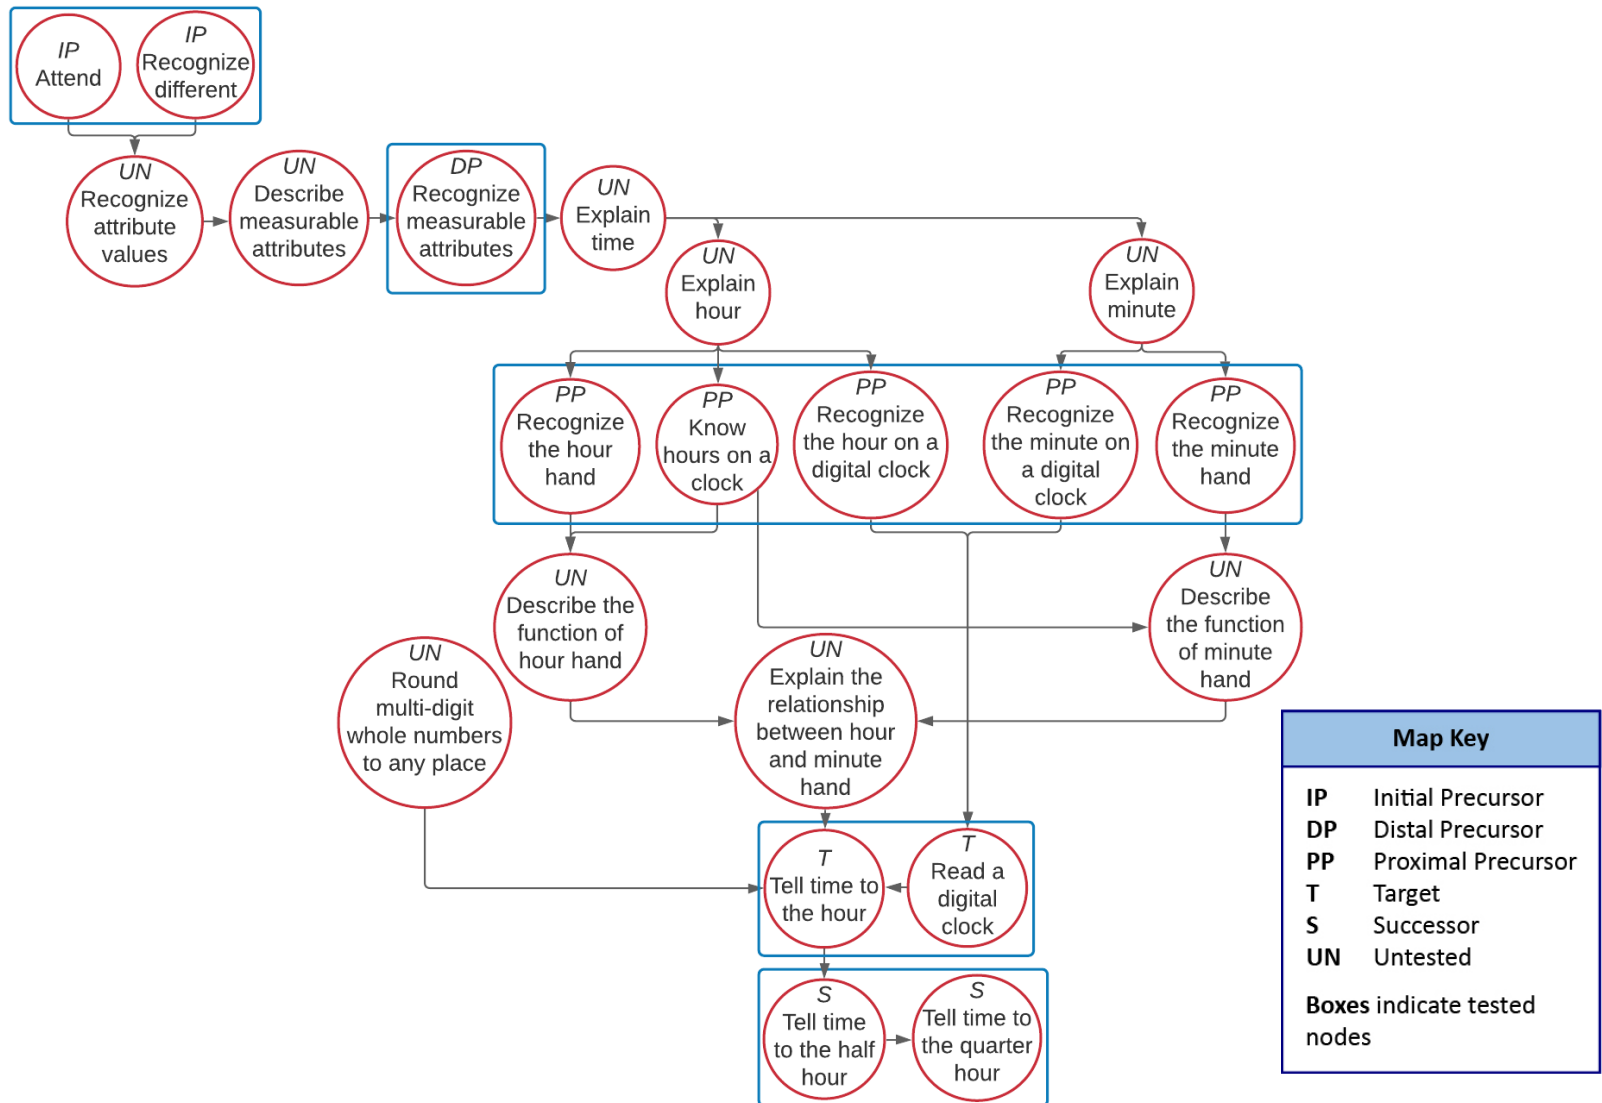 IP
Attend
IP
Recognize
different
UN
Recognize
attribute
values
UN
Describe
measurable
attributes
DP
Recognize
measurable
attributes
UN
Explain
time
UN
Explain
hour
UN
Explain
minute
PP
Recognize
the hour
hand
PP
Know
hours on a
clock
PP
Recognize
the hour on a
digital clock
PP
Recognize
the minute on
a digital
clock
PP
Recognize
the minute
hand
UN
Describe the
function of
hour hand
UN
Describe
the function
of minute
hand
UN
Round
multi-digit
whole numbers
to any place
UN
Explain the
relationship
between hour
and minute
hand
T
Tell time to
the hour
T
Read a
digital
clock
S
Tell time
to the half
hour
S
Tell time to
the quarter
hour
Map Key
IP Initial Precursor
DP Distal Precursor
PP Proximal Precursor
T Target
S Successor
UN Untested
Boxes indicate tested
nodes